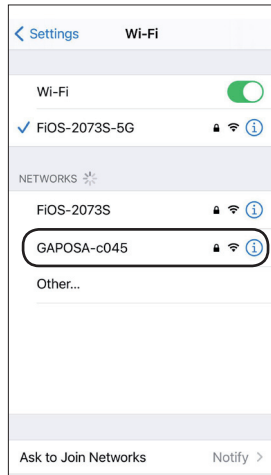 Settings Wi-Fi
Wi-Fi
FiOS-2073S-5G
NETWORKS
FiOS-2073S
GAPOSA-c045
Other...
Ask to Join Networks Notify